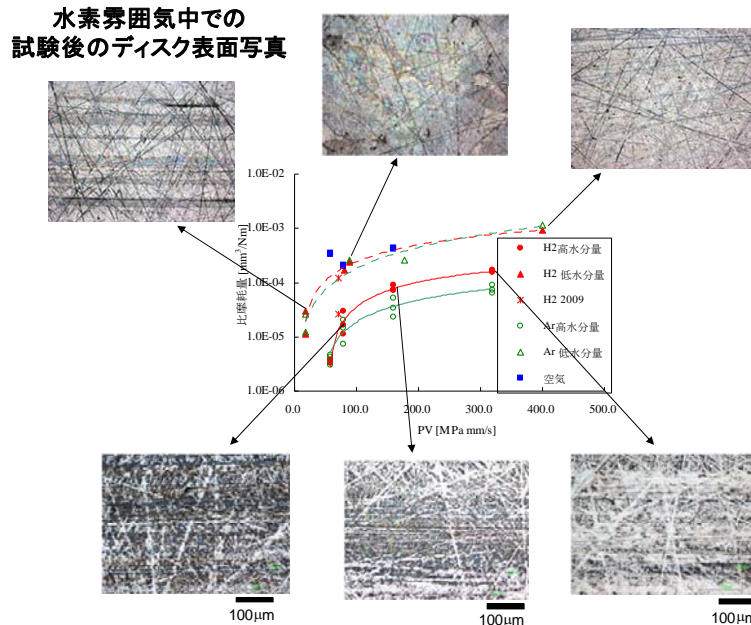 水素雰囲気中での
試験後のディスク表面写真
比摩耗量 [mm³/Nm]
1.0E-02
1.0E-03
1.0E-04
1.0E-05
1.0E-06
0.0
100.0
200.0
300.0
400.0
500.0
PV [MPa mm/s]
H2 高水分量
H2 低水分量
H2 2009
Ar 高水分量
Ar 低水分量
空気
100μm
100μm
100μm